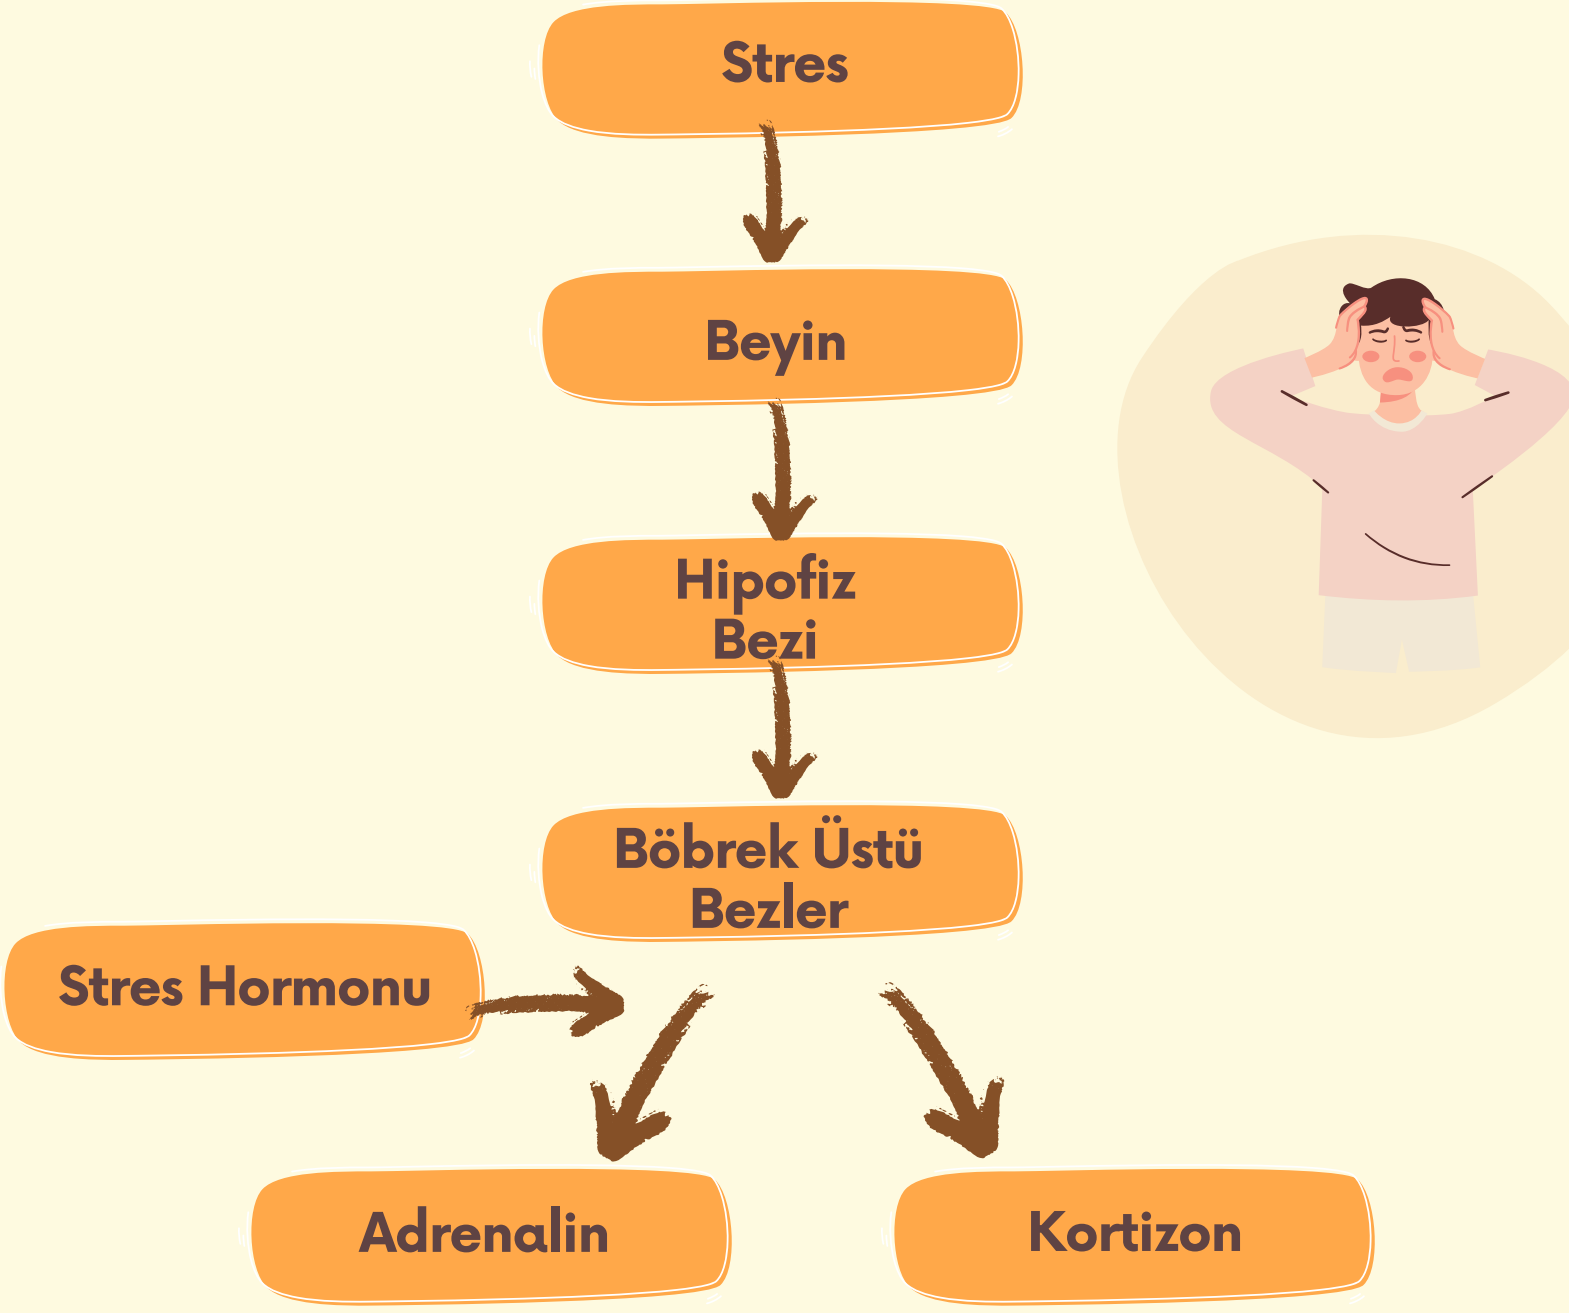 Stres
Beyin
Hipofiz
Bezi
Böbrek Üstü
Bezler
Stres Hormonu
Adrenalin
Kortizon